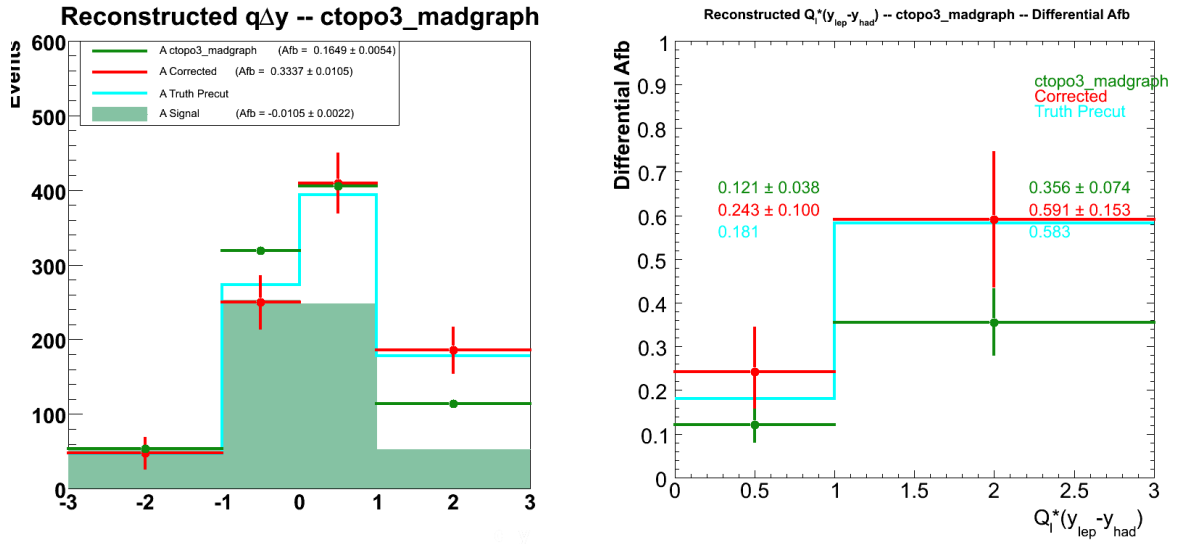 Reconstructed qΔy -- ctopo3_madgraph
Events
600
500
400
300
200
100
0
A ctopo3_madgraph (Afb = 0.1649 ± 0.0054)
A Corrected (Afb = 0.3337 ± 0.0105)
A Truth Precut
A Signal (Afb = -0.0105 ± 0.0022)
-3 -2 -1 0 1 2 3
Reconstructed Q_l*(y_lep-y_had) -- ctopo3_madgraph -- Differential Afb
Differential Afb
1
0.9
0.8
0.7
0.6
0.5
0.4
0.3
0.2
0.1
0
ctopo3_madgraph
Corrected
Truth Precut
0.121 ± 0.038 0.356 ± 0.074
0.243 ± 0.100 0.591 ± 0.153
0.181 0.583
0 0.5 1 1.5 2 2.5 3
Q_l*(y_lep-y_had)